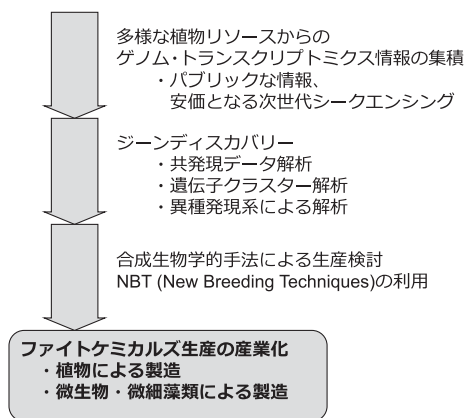 多様な植物リソースからの
ゲノム・トランスクリプトミクス情報の集積
・パブリックな情報、
安価となる次世代シークエンシング
ジーンディスカバリー
・共発現データ解析
・遺伝子クラスター解析
・異種発現系による解析
合成生物学的手法による生産検討
NBT (New Breeding Techniques)の利用
ファイトケミカルズ生産の産業化
・植物による製造
・微生物・微細藻類による製造